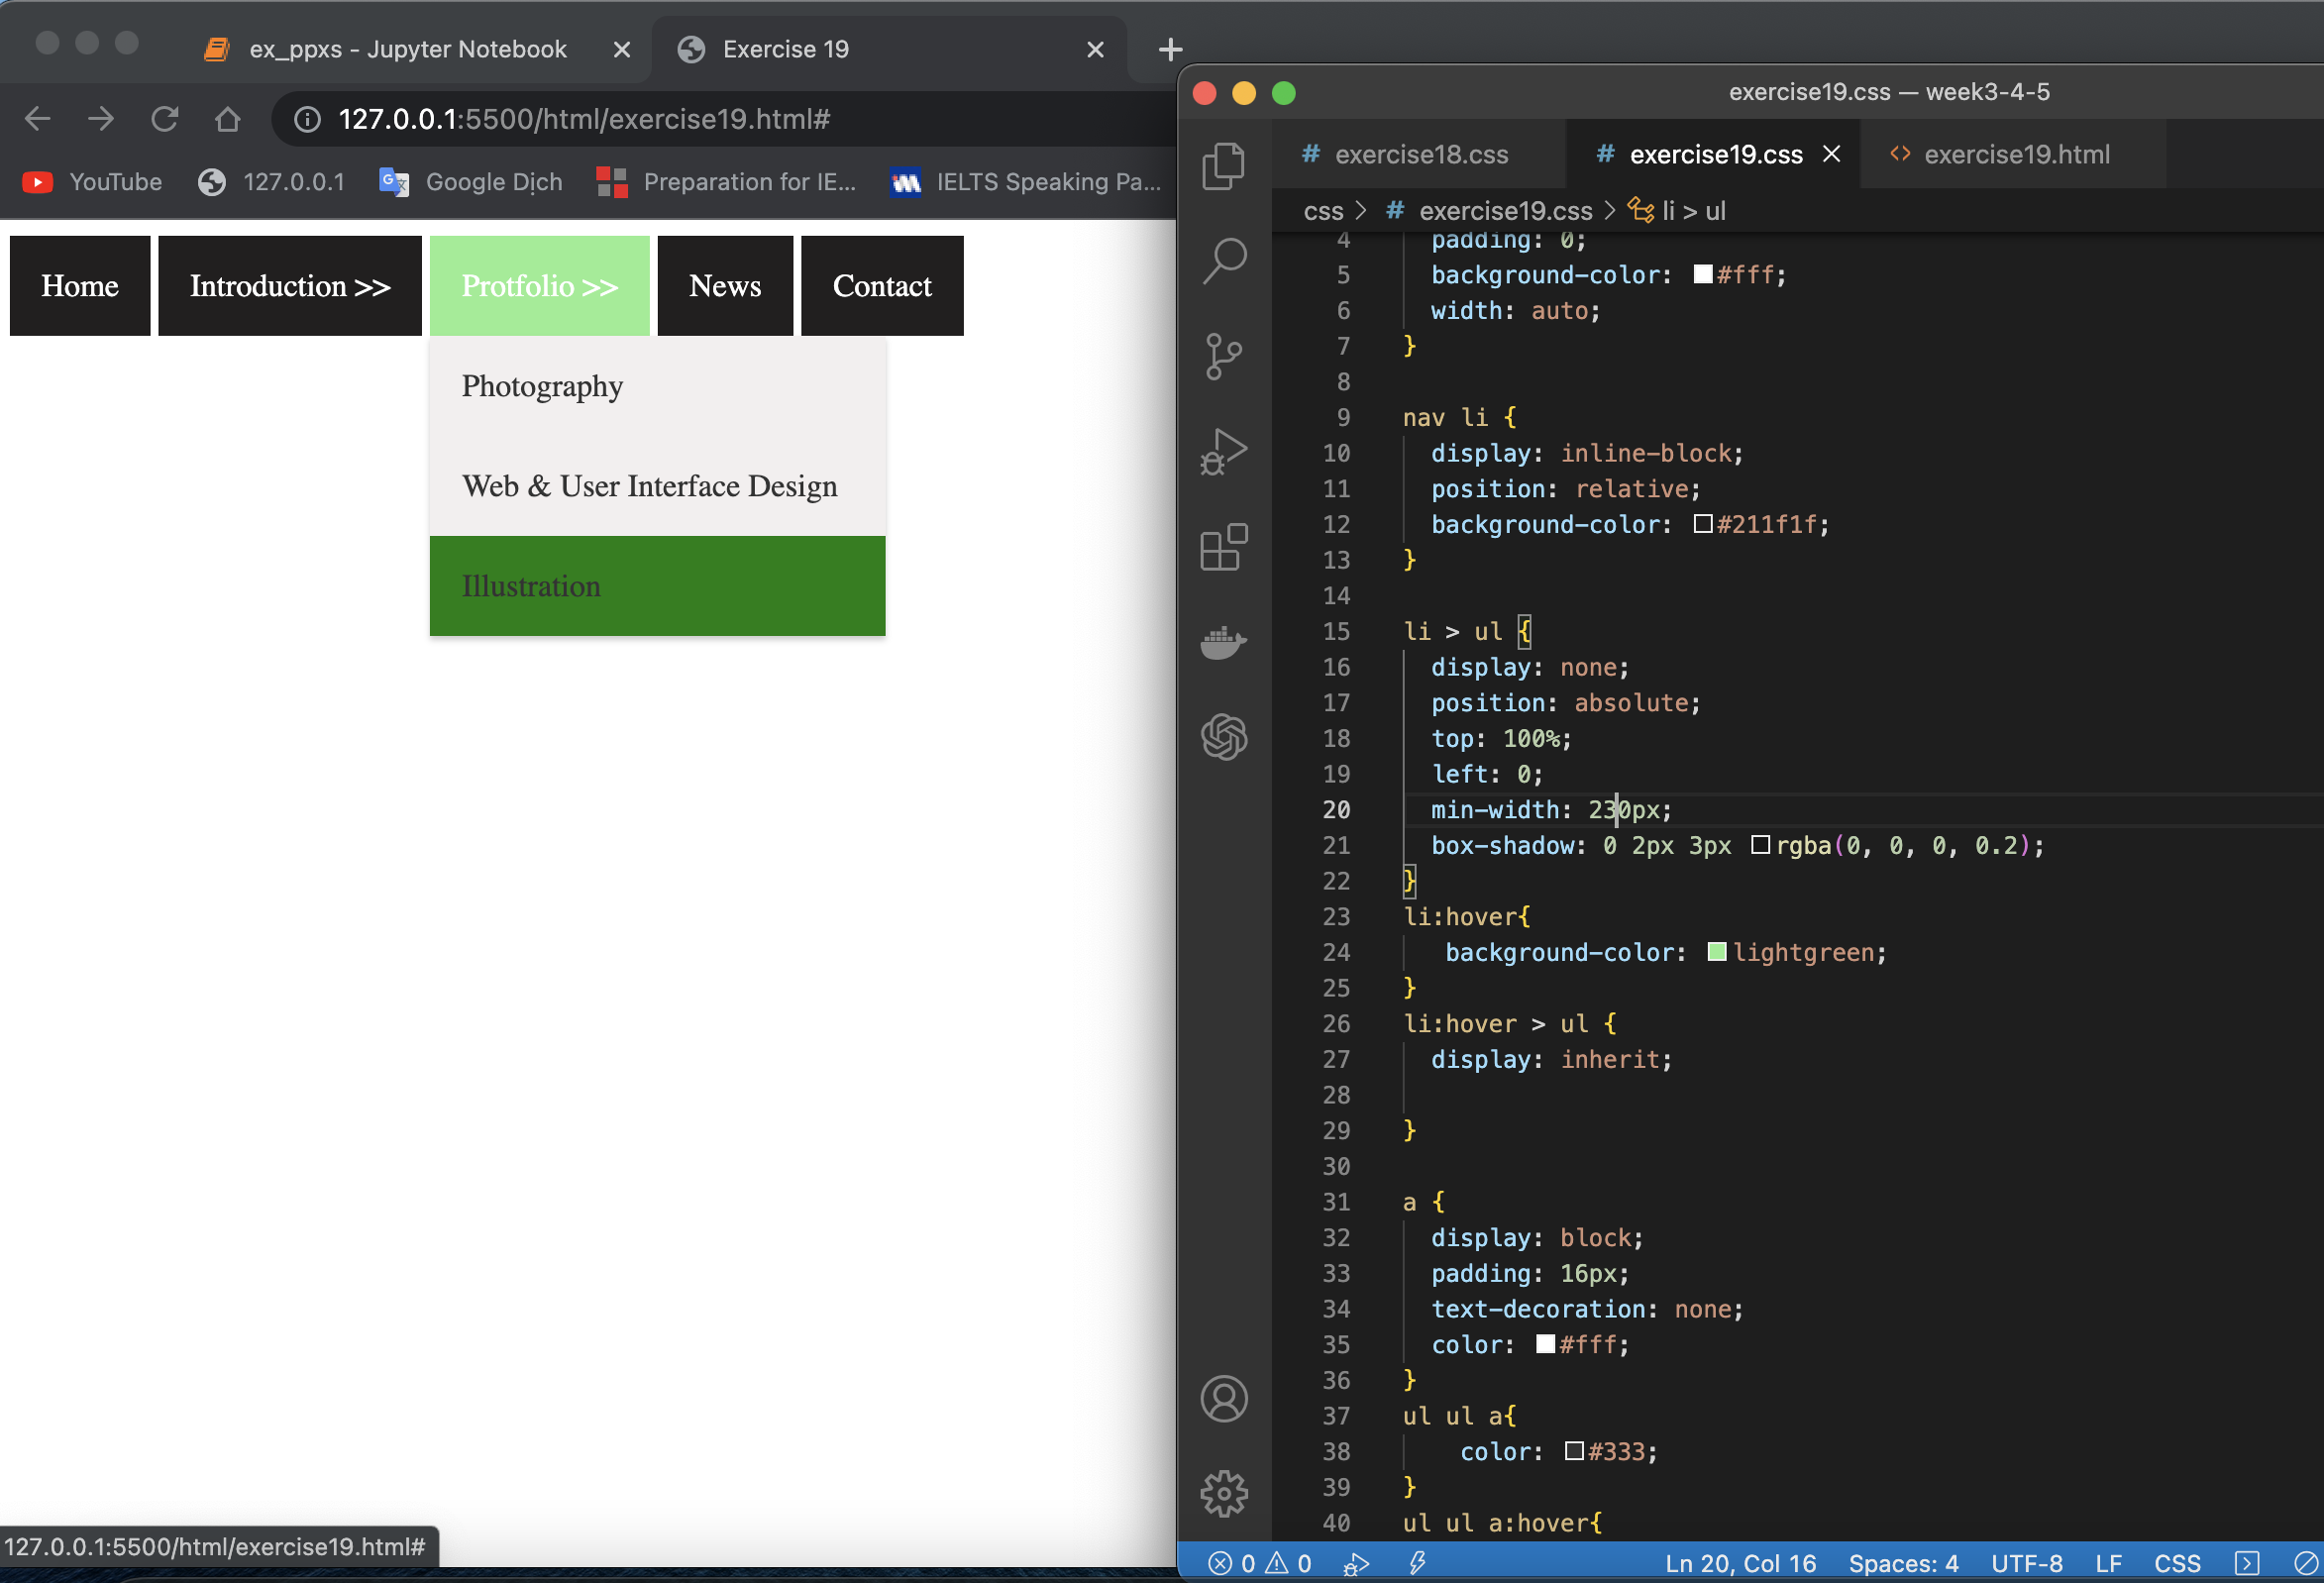 ex_ppxs - Jupyter Notebook
Exercise 19
127.0.0.1:5500/html/exercise19.html#
YouTube
127.0.0.1
Google Dịch
Preparation for IE...
IELTS Speaking Pa...
Home
Introduction >>
Protfolio >>
News
Contact
Photography
Web & User Interface Design
Illustration
127.0.0.1:5500/html/exercise19.html#
exercise19.css — week3-4-5
# exercise18.css
# exercise19.css
<> exercise19.html
css > # exercise19.css > li > ul
4 padding: 0;
5 background-color: #fff;
6 width: auto;
7 }
8
9 nav li {
10 display: inline-block;
11 position: relative;
12 background-color: #211f1f;
13 }
14
15 li > ul {
16 display: none;
17 position: absolute;
18 top: 100%;
19 left: 0;
20 min-width: 230px;
21 box-shadow: 0 2px 3px rgba(0, 0, 0, 0.2);
22 }
23 li:hover{
24 background-color: lightgreen;
25 }
26 li:hover > ul {
27 display: inherit;
28
29 }
30
31 a {
32 display: block;
33 padding: 16px;
34 text-decoration: none;
35 color: #fff;
36 }
37 ul ul a{
38 color: #333;
39 }
40 ul ul a:hover{
0 0 Ln 20, Col 16 Spaces: 4 UTF-8 LF CSS